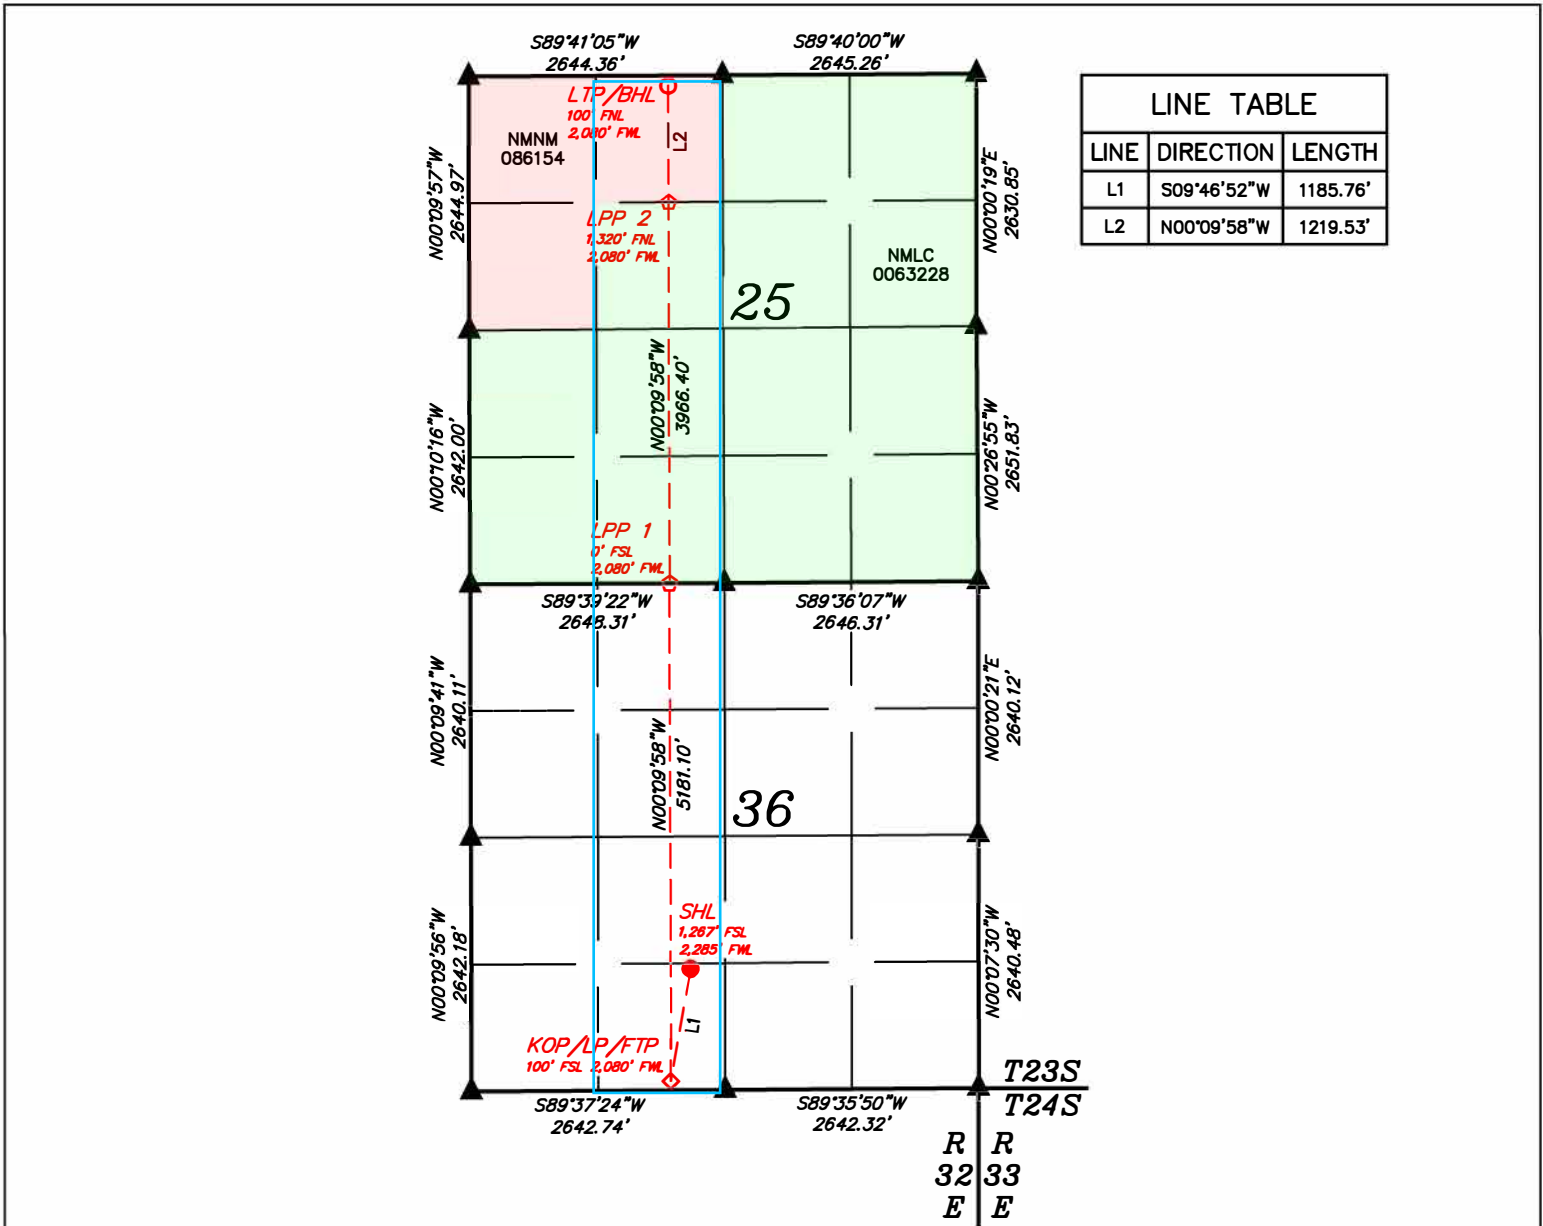 S89°41'05"W
2644.36'
S89°40'00"W
2645.26'
LINE TABLE
LINE DIRECTION LENGTH
L1 S09°46'52"W 1185.76'
L2 N00°09'58"W 1219.53'
LTP/BHL
100' FNL
2,080' FWL
NMNM
086154
L2
N00°09'57"W
2644.97'
N00°00'19"E
2630.85'
LPP 2
1,320' FNL
2,080' FWL
NMLC
0063228
25
N00°09'58"W
3966.40'
N00°10'16"W
2642.00'
N00°26'55"W
2651.83'
LPP 1
0' FSL
2,080' FWL
S89°39'22"W
2648.31'
S89°36'07"W
2646.31'
N00°09'41"W
2640.11'
N00°00'21"E
2640.12'
N00°09'58"W
5181.10'
36
SHL
1,267' FSL
2,285' FWL
N00°09'56"W
2642.18'
N00°07'30"W
2640.48'
L1
KOP/LP/FTP
100' FSL 2,080' FWL
S89°37'24"W
2642.74'
S89°35'50"W
2642.32'
T23S
T24S
R R
32 33
E E